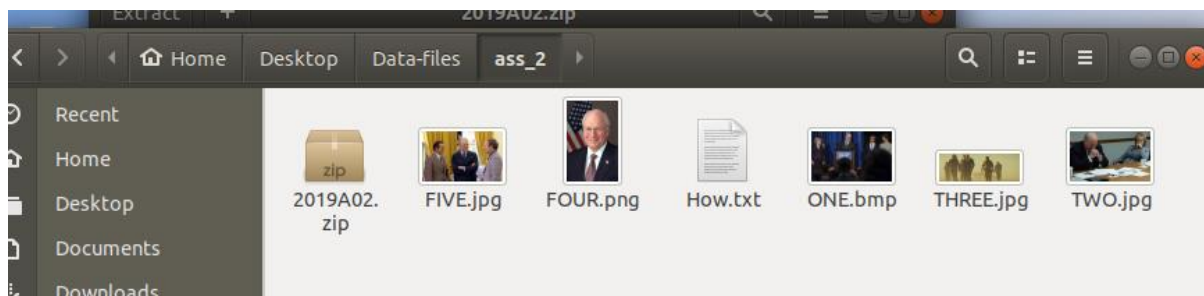 Extract + 2019A02.zip
Home Desktop Data-files ass_2
Recent
Home
Desktop
Documents
Downloads
zip
2019A02.
zip
FIVE.jpg
FOUR.png
How.txt
ONE.bmp
THREE.jpg
TWO.jpg